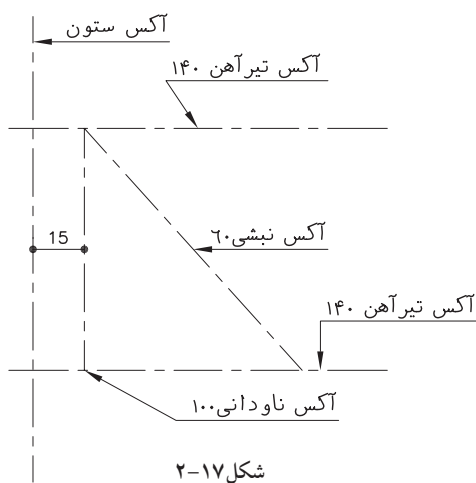 آکس ستون
آکس تیرآهن ۱۴۰
15
آکس نبشی۶۰
آکس تیرآهن ۱۴۰
آکس ناودانی۱۰۰
شکل۱۷-۲